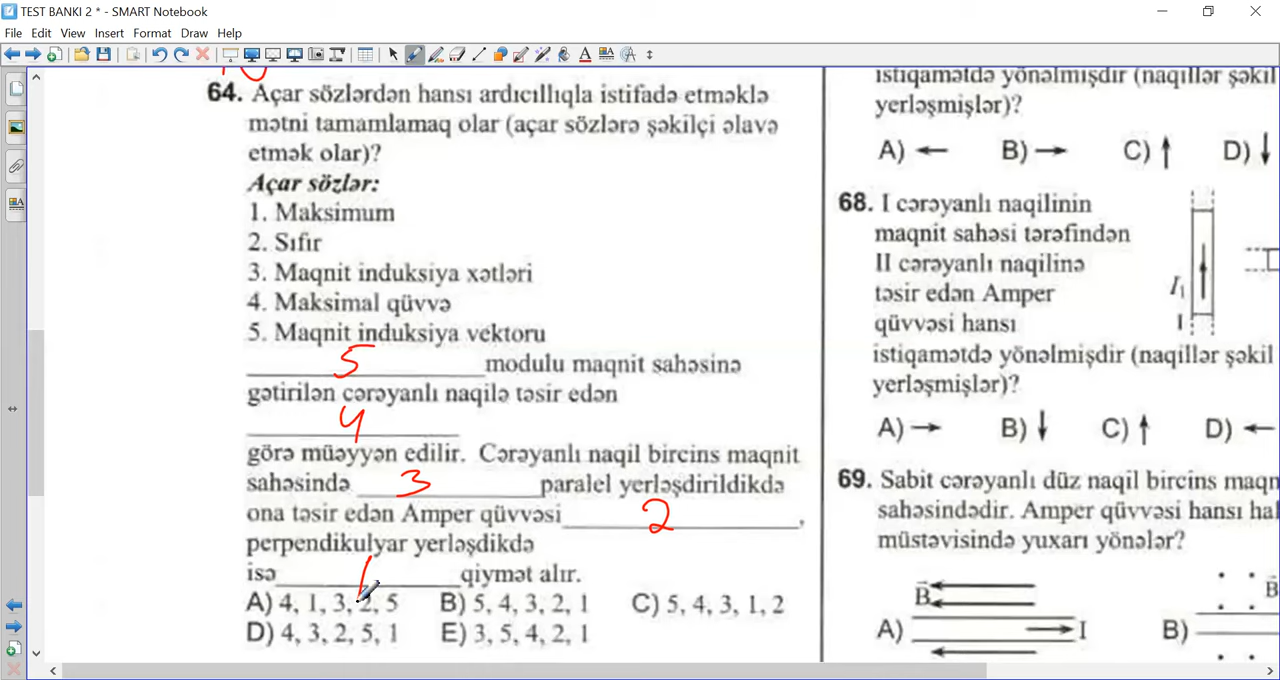 TEST BANKI 2 * - SMART Notebook
File Edit View Insert Format Draw Help
64. Açar sözlərdən hansı ardıcıllıqla istifadə etməklə
mətni tamamlamaq olar (açar sözlərə şəkilçi əlavə
etmək olar)?
Açar sözlər:
1. Maksimum
2. Sıfır
3. Maqnit induksiya xətləri
4. Maksimal qüvvə
5. Maqnit induksiya vektoru
5 modulu maqnit sahəsinə
gətirilən cərəyanlı naqilə təsir edən
4
görə müəyyən edilir. Cərəyanlı naqil bircins maqnit
sahəsində 3 paralel yerləşdirildikdə
ona təsir edən Amper qüvvəsi 2,
perpendikulyar yerləşdikdə
isə 1 qiymət alır.
A) 4, 1, 3, 2, 5 B) 5, 4, 3, 2, 1 C) 5, 4, 3, 1, 2
D) 4, 3, 2, 5, 1 E) 3, 5, 4, 2, 1
istiqamətdə yönəlmişdir (naqillər şəkil
yerləşmişlər)?
A) ← B) → C) ↑ D) ↓
68. I cərəyanlı naqilinin
maqnit sahəsi tərəfindən
II cərəyanlı naqilinə
təsir edən Amper
qüvvəsi hansı
I₁
I
istiqamətdə yönəlmişdir (naqillər şəkil
yerləşmişlər)?
A) → B) ↓ C) ↑ D) ←
69. Sabit cərəyanlı düz naqil bircins maqn
sahəsindədir. Amper qüvvəsi hansı hal
müstəvisində yuxarı yönələr?
A) B I B) B